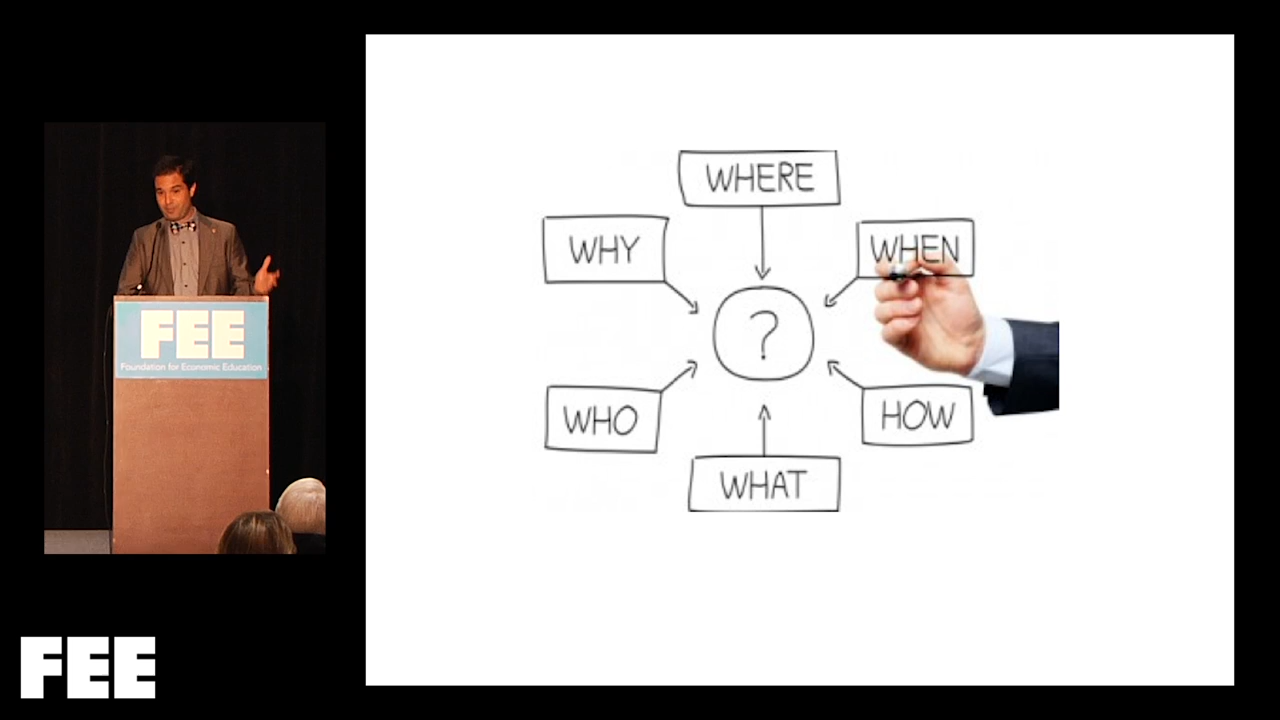 FEE
Foundation for Economic Education
FEE
WHERE
WHY
WHEN
?
WHO
HOW
WHAT